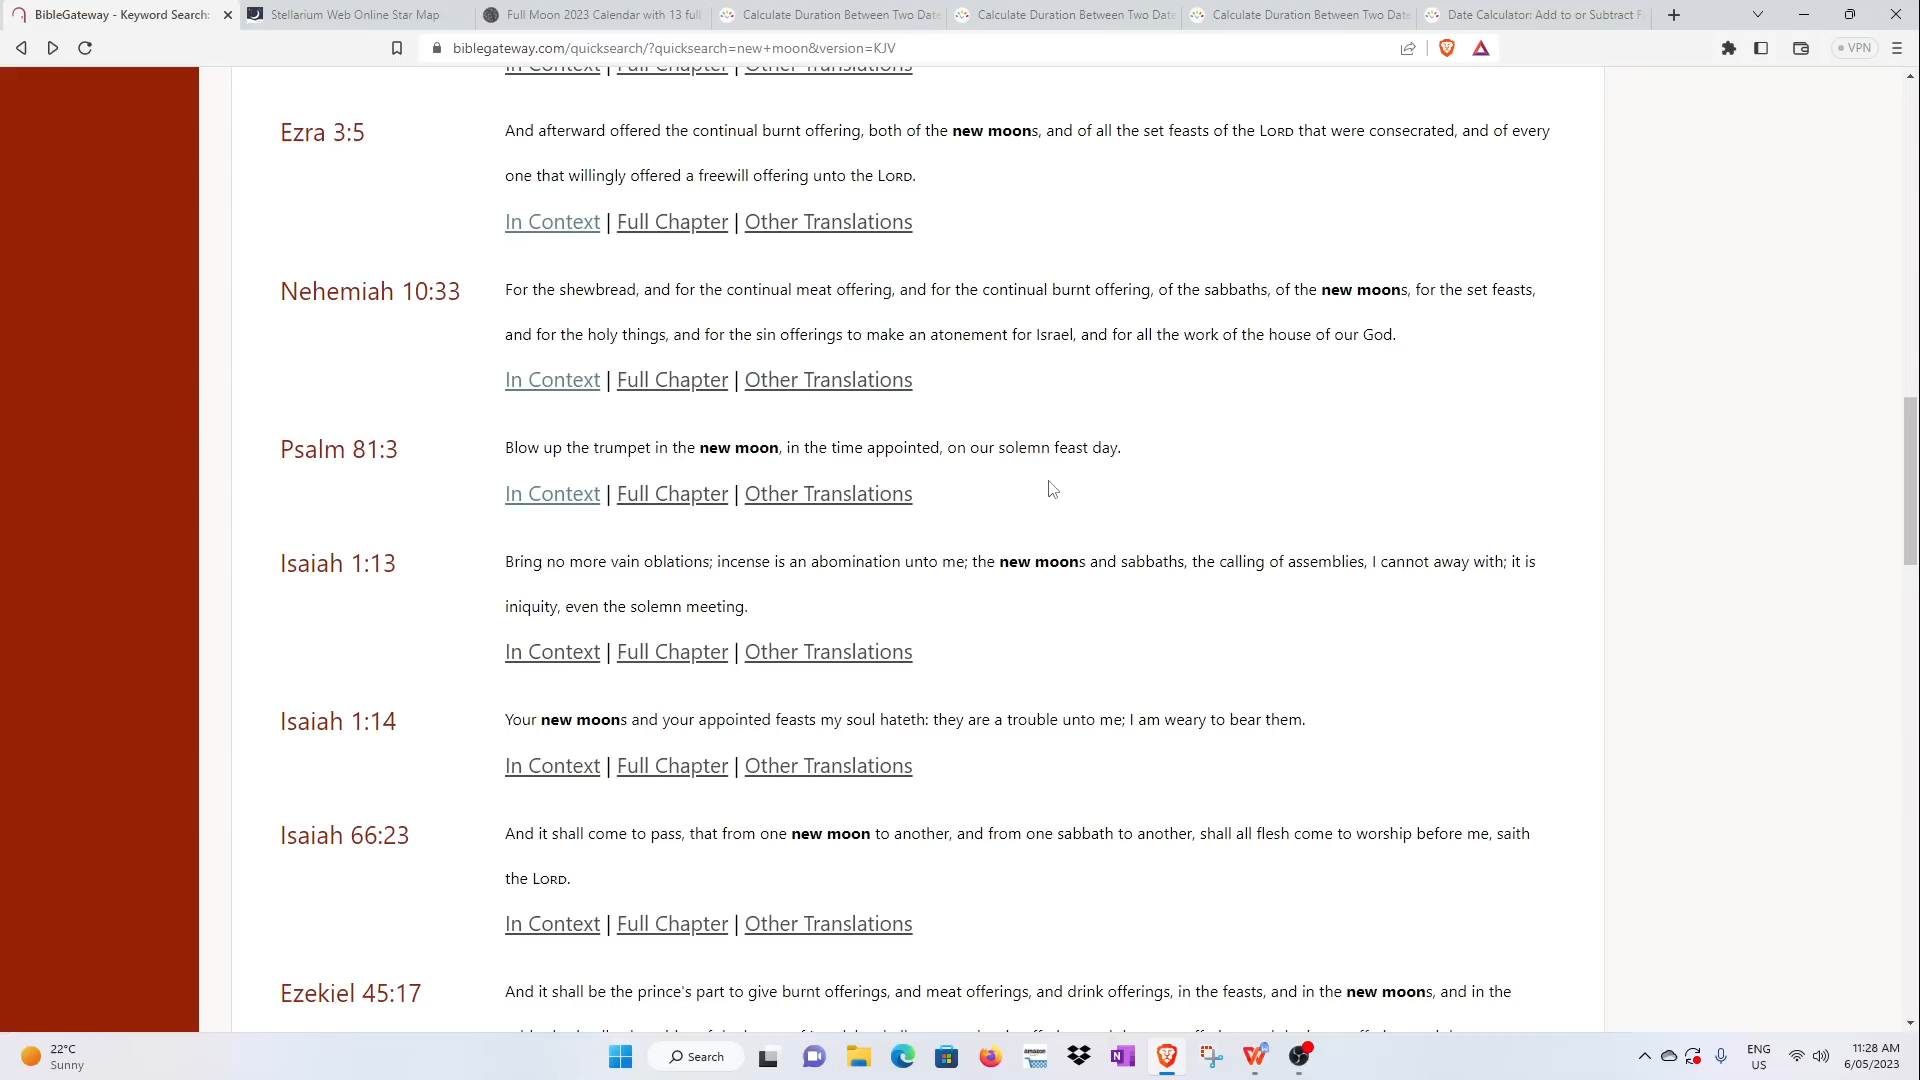 BibleGateway - Keyword Search:
Stellarium Web Online Star Map
Full Moon 2023 Calendar with 13 full
Calculate Duration Between Two Date
Calculate Duration Between Two Date
Calculate Duration Between Two Date
Date Calculator: Add to or Subtract F
biblegateway.com/quicksearch/?quicksearch=new+moon&version=KJV
VPN
In Context | Full Chapter | Other Translations
Ezra 3:5
And afterward offered the continual burnt offering, both of the new moons, and of all the set feasts of the LORD that were consecrated, and of every
one that willingly offered a freewill offering unto the LORD.
In Context | Full Chapter | Other Translations
Nehemiah 10:33
For the shewbread, and for the continual meat offering, and for the continual burnt offering, of the sabbaths, of the new moons, for the set feasts,
and for the holy things, and for the sin offerings to make an atonement for Israel, and for all the work of the house of our God.
In Context | Full Chapter | Other Translations
Psalm 81:3
Blow up the trumpet in the new moon, in the time appointed, on our solemn feast day.
In Context | Full Chapter | Other Translations
Isaiah 1:13
Bring no more vain oblations; incense is an abomination unto me; the new moons and sabbaths, the calling of assemblies, I cannot away with; it is
iniquity, even the solemn meeting.
In Context | Full Chapter | Other Translations
Isaiah 1:14
Your new moons and your appointed feasts my soul hateth: they are a trouble unto me; I am weary to bear them.
In Context | Full Chapter | Other Translations
Isaiah 66:23
And it shall come to pass, that from one new moon to another, and from one sabbath to another, shall all flesh come to worship before me, saith
the LORD.
In Context | Full Chapter | Other Translations
Ezekiel 45:17
And it shall be the prince's part to give burnt offerings, and meat offerings, and drink offerings, in the feasts, and in the new moons, and in the
22°C
Sunny
Search
amazon
ENG
US
11:28 AM
6/05/2023